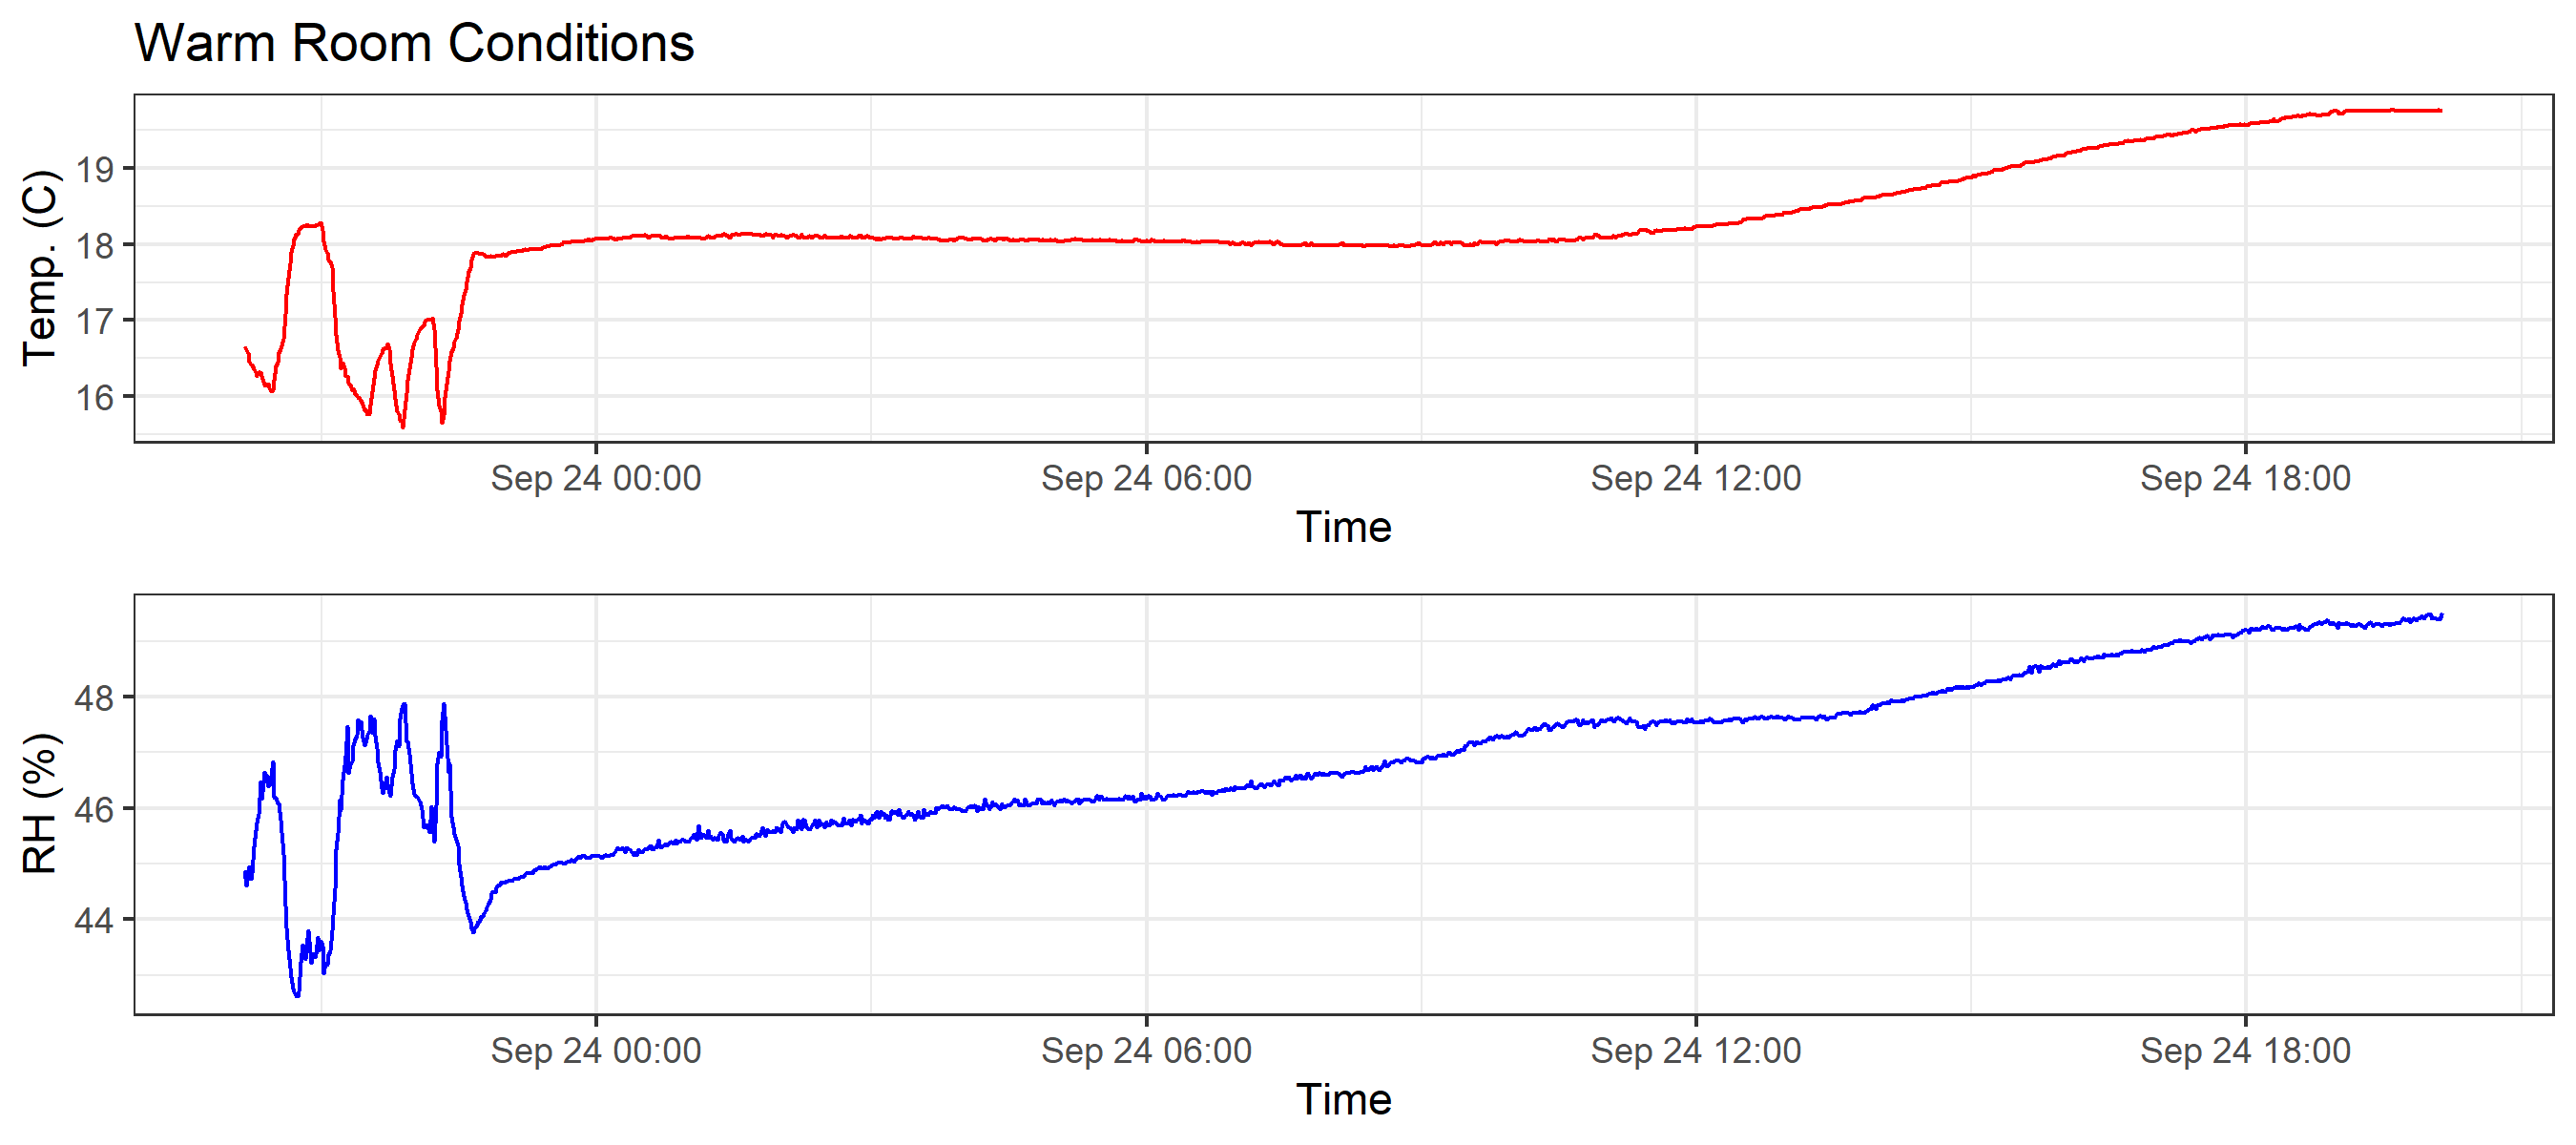 Warm Room Conditions
Temp. (C)
19
18
17
16
Sep 24 00:00 Sep 24 06:00 Sep 24 12:00 Sep 24 18:00
Time
RH (%)
48
46
44
Sep 24 00:00 Sep 24 06:00 Sep 24 12:00 Sep 24 18:00
Time